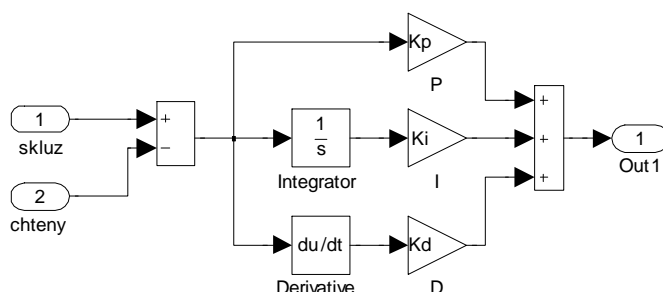 Kp
P
1
skluz
+
−
1
s
Integrator
Ki
I
+
+
+
1
Out1
2
chteny
du/dt
Derivative
Kd
D